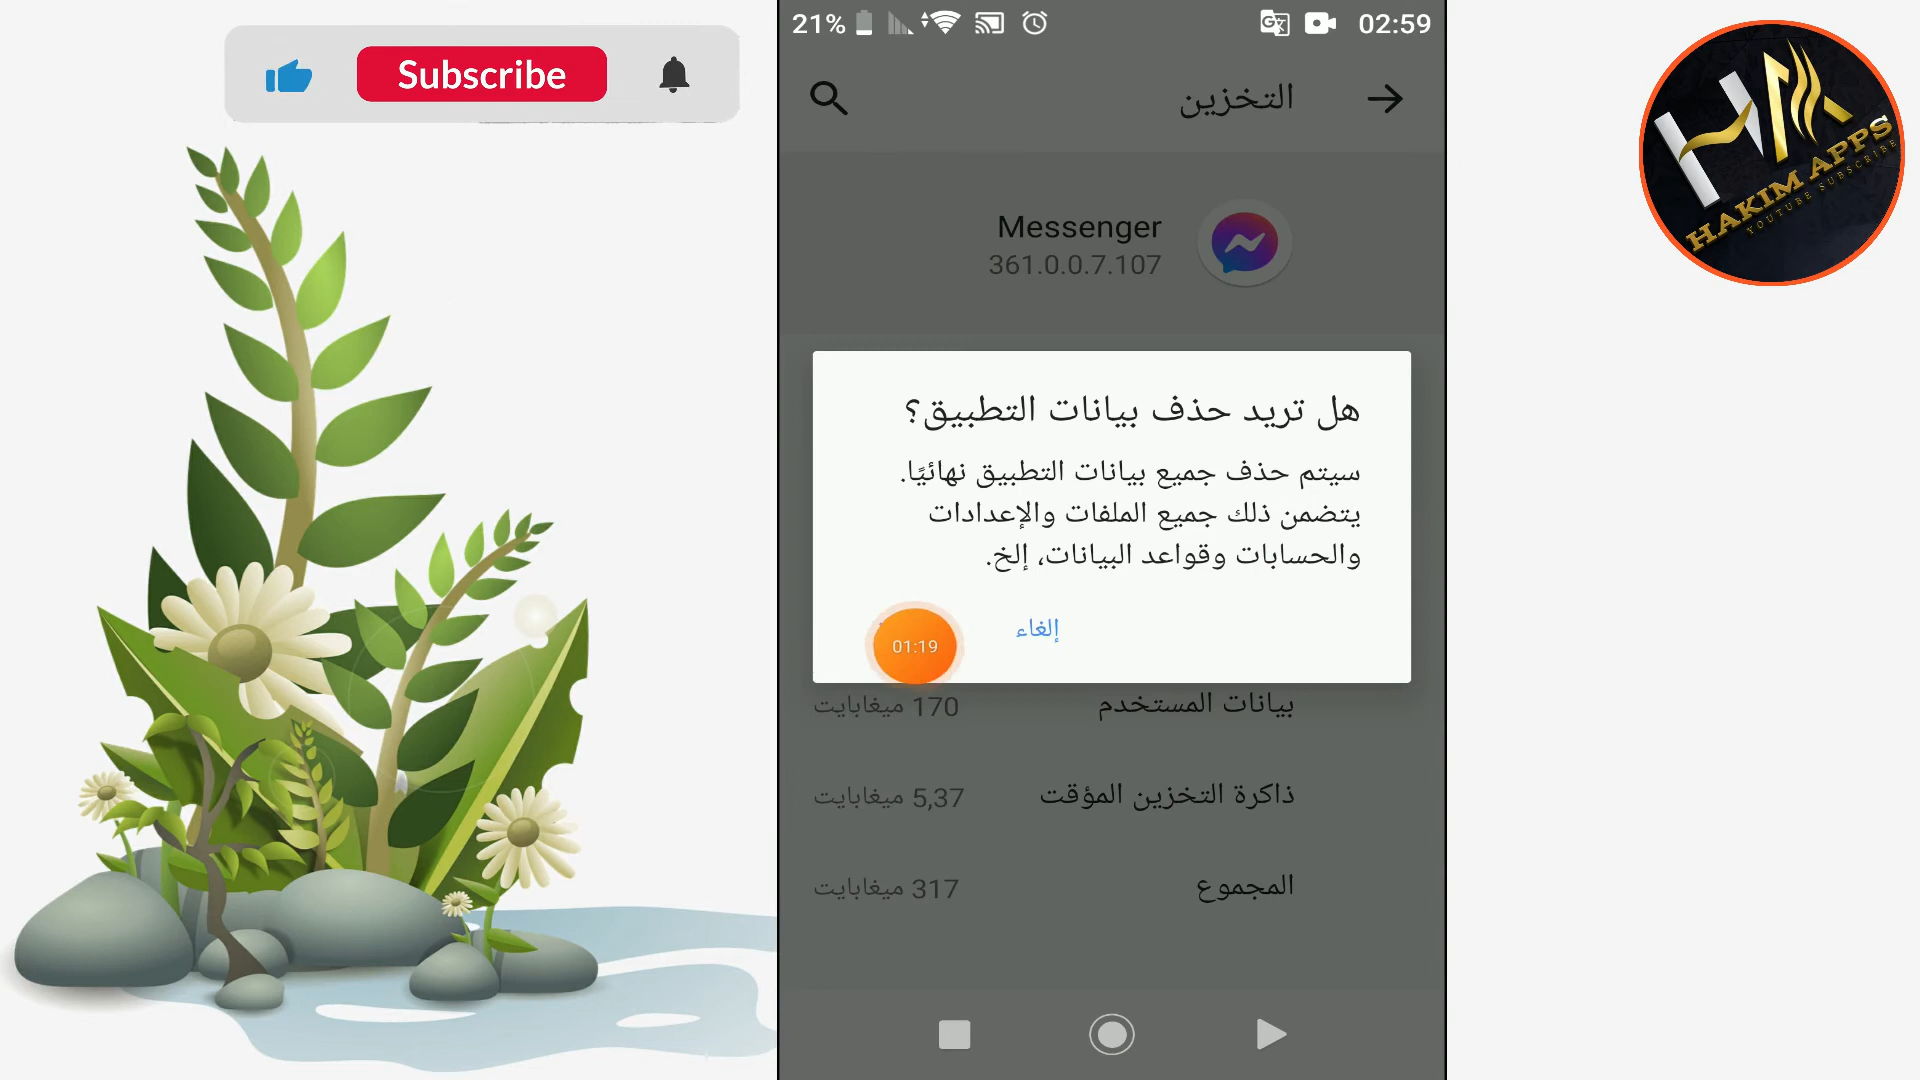 Subscribe
21%
02:59
التخزين
Messenger
361.0.0.7.107
هل تريد حذف بيانات التطبيق؟
سيتم حذف جميع بيانات التطبيق نهائيًا.
يتضمن ذلك جميع الملفات والإعدادات
والحسابات وقواعد البيانات، إلخ.
إلغاء
01:19
بيانات المستخدم
170 ميغابايت
ذاكرة التخزين المؤقت
5,37 ميغابايت
المجموع
317 ميغابايت
HAKIM APPS
YOUTUBE SUBSCRIBE